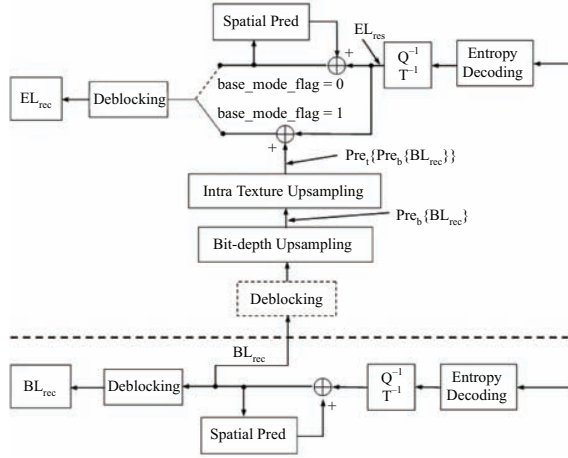 Spatial Pred
EL_res
+
Q⁻¹
T⁻¹
Entropy
Decoding
EL_rec
Deblocking
base_mode_flag = 0
base_mode_flag = 1
+
Pre_t{Pre_b{BL_rec}}
Intra Texture Upsampling
Pre_b{BL_rec}
Bit-depth Upsampling
Deblocking
BL_rec
BL_rec
Deblocking
+
Q⁻¹
T⁻¹
Entropy
Decoding
Spatial Pred